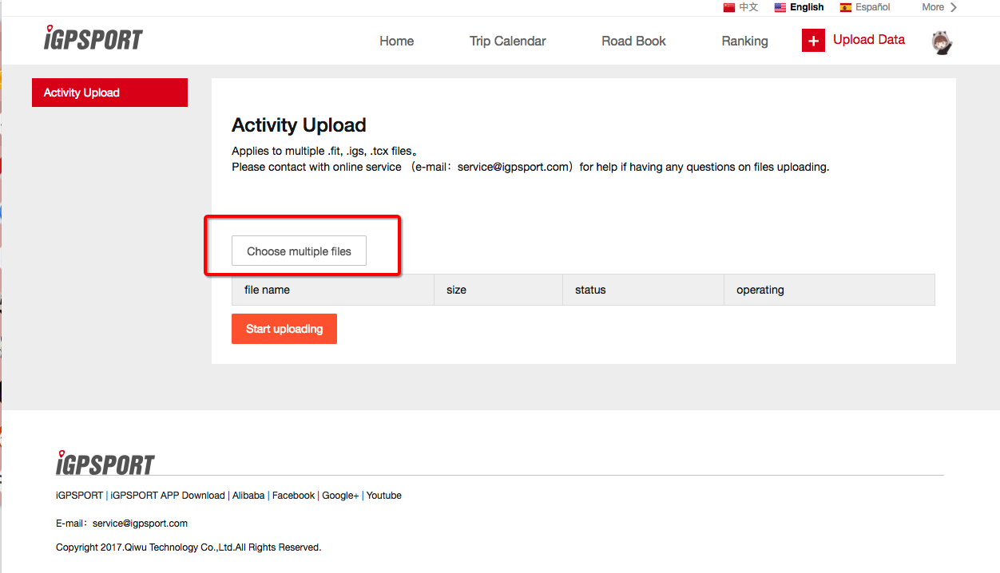 中文 English Español More
iGPSPORT Home Trip Calendar Road Book Ranking + Upload Data
Activity Upload
Activity Upload
Applies to multiple .fit, .igs, .tcx files。
Please contact with online service （e-mail：service@igpsport.com）for help if having any questions on files uploading.
Choose multiple files
file name size status operating
Start uploading
iGPSPORT
iGPSPORT | iGPSPORT APP Download | Alibaba | Facebook | Google+ | Youtube
E-mail：service@igpsport.com
Copyright 2017.Qiwu Technology Co.,Ltd.All Rights Reserved.